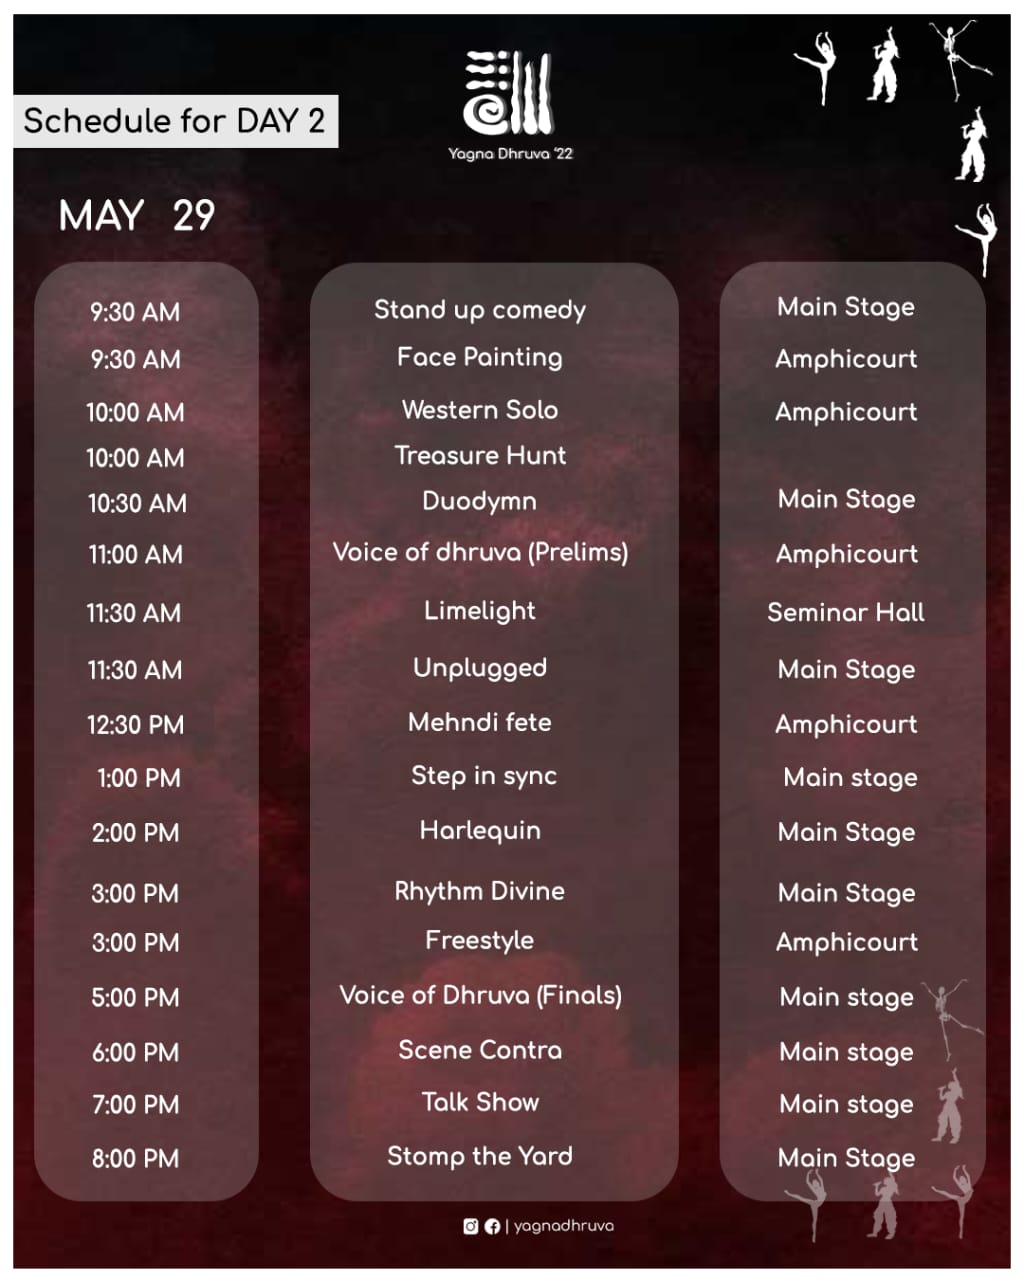 Schedule for DAY 2
Yagna Dhruva '22
MAY 29
9:30 AM Stand up comedy Main Stage
9:30 AM Face Painting Amphicourt
10:00 AM Western Solo Amphicourt
10:00 AM Treasure Hunt
10:30 AM Duodymn Main Stage
11:00 AM Voice of dhruva (Prelims) Amphicourt
11:30 AM Limelight Seminar Hall
11:30 AM Unplugged Main Stage
12:30 PM Mehndi fete Amphicourt
1:00 PM Step in sync Main stage
2:00 PM Harlequin Main Stage
3:00 PM Rhythm Divine Main Stage
3:00 PM Freestyle Amphicourt
5:00 PM Voice of Dhruva (Finals) Main stage
6:00 PM Scene Contra Main stage
7:00 PM Talk Show Main stage
8:00 PM Stomp the Yard Main Stage
| yagnadhruva